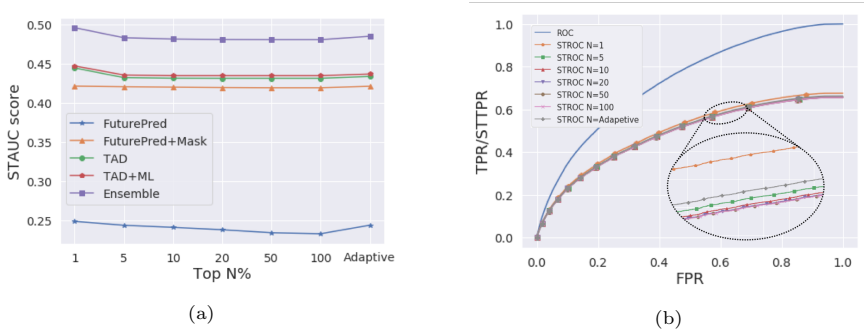 0.50
0.45
0.40
0.35
0.30
0.25
STAUC score
FuturePred
FuturePred+Mask
TAD
TAD+ML
Ensemble
1 5 10 20 50 100 Adaptive
Top N%
(a)
1.0
0.8
0.6
0.4
0.2
0.0
TPR/STTPR
ROC
STROC N=1
STROC N=5
STROC N=10
STROC N=20
STROC N=50
STROC N=100
STROC N=Adapetive
0.0 0.2 0.4 0.6 0.8 1.0
FPR
(b)